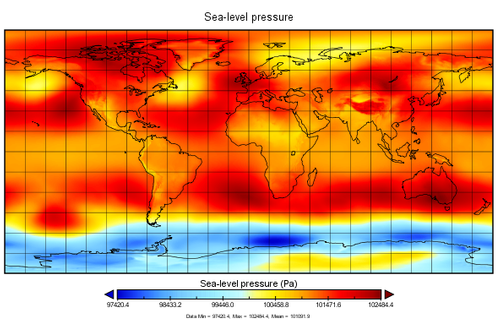 Sea-level pressure
Sea-level pressure (Pa)
97420.4 98433.2 99446.0 100458.8 101471.6 102484.4
Data Min = 97420.4, Max = 102484.4, Mean = 101091.9